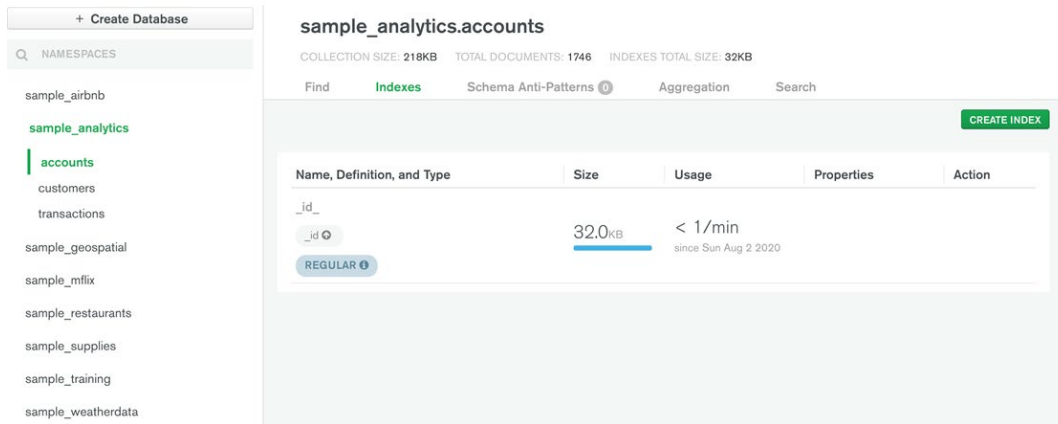 + Create Database
NAMESPACES
sample_airbnb
sample_analytics
accounts
customers
transactions
sample_geospatial
sample_mflix
sample_restaurants
sample_supplies
sample_training
sample_weatherdata
sample_analytics.accounts
COLLECTION SIZE: 218KB TOTAL DOCUMENTS: 1746 INDEXES TOTAL SIZE: 32KB
Find Indexes Schema Anti-Patterns 0 Aggregation Search
CREATE INDEX
Name, Definition, and Type Size Usage Properties Action
_id_
_id
REGULAR
32.0KB
< 1/min
since Sun Aug 2 2020